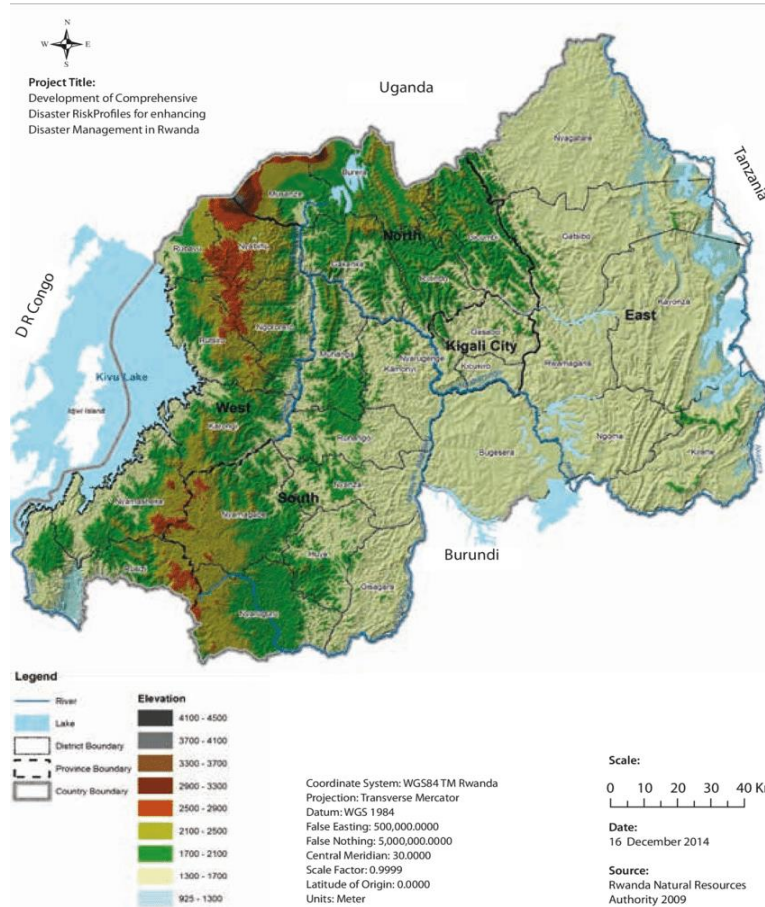 N
W E
S
Project Title:
Development of Comprehensive
Disaster RiskProfiles for enhancing
Disaster Management in Rwanda
Uganda
Tanzania
D R Congo
Nyagatare
Burera
Musanze
North
Gicumbi
Gatsibo
Rubavu
Nyabihu
Gakenke
Rulindo
East
Kayonza
Ngororero
Rutsiro
Gasabo
Kigali City
Muhanga
Nyarugenge
Kicukiro
Rwamagana
Kamonyi
Kivu Lake
Idjwi Island
West
Karongi
Ruhango
Bugesera
Ngoma
Kirehe
Nyanza
South
Nyamasheke
Nyamagabe
Huye
Burundi
Rusizi
Gisagara
Nyaruguru
Legend
River
Lake
District Boundary
Province Boundary
Country Boundary
Elevation
4100 - 4500
3700 - 4100
3300 - 3700
2900 - 3300
2500 - 2900
2100 - 2500
1700 - 2100
1300 - 1700
925 - 1300
Coordinate System: WGS84 TM Rwanda
Projection: Transverse Mercator
Datum: WGS 1984
False Easting: 500,000.0000
False Nothing: 5,000,000.0000
Central Meridian: 30.0000
Scale Factor: 0.9999
Latitude of Origin: 0.0000
Units: Meter
Scale:
0 10 20 30 40 K
Date:
16 December 2014
Source:
Rwanda Natural Resources
Authority 2009